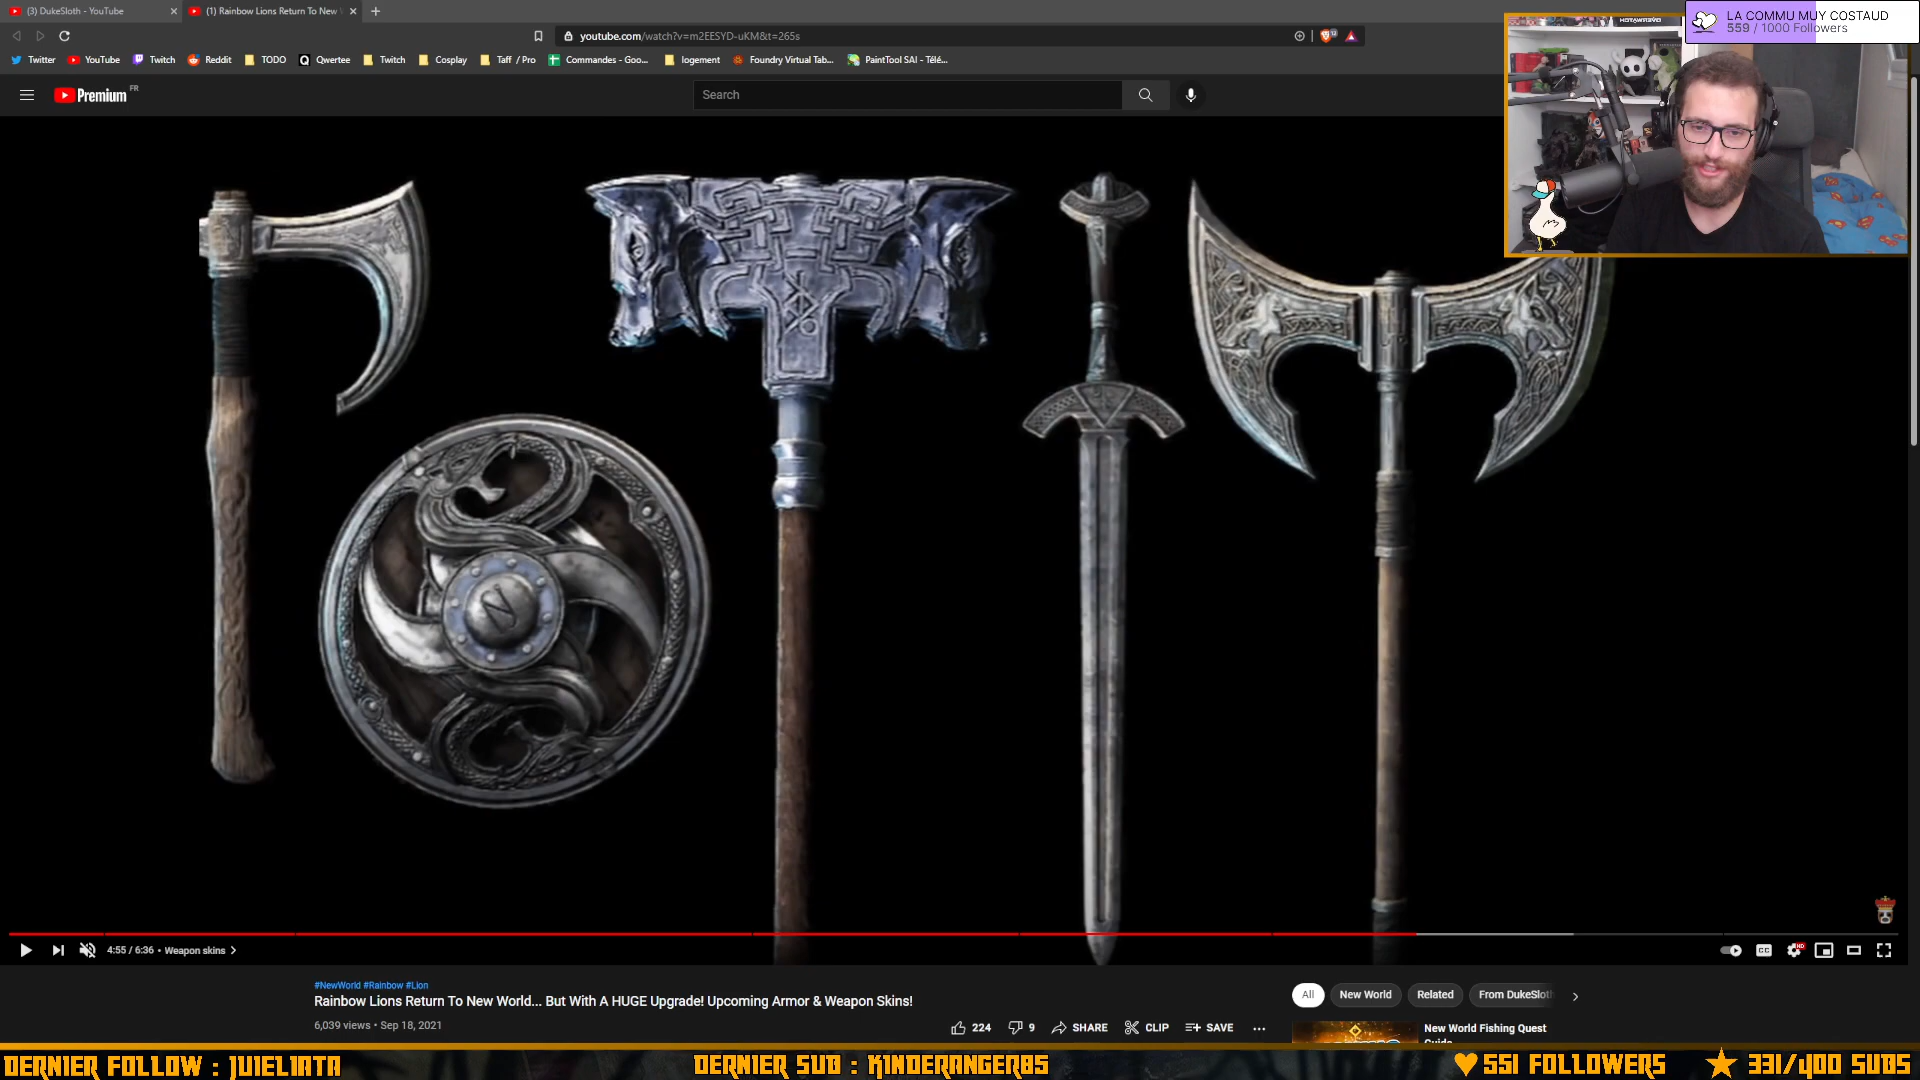 (3) DukeSloth - YouTube
(1) Rainbow Lions Return To New
youtube.com/watch?v=m2EESYD-uKM&t=265s
Twitter YouTube Twitch Reddit TODO Qwertee Twitch Cosplay Taff / Pro Commandes - Goo... logement Foundry Virtual Tab... PaintTool SAI - Télé...
LA COMMU MUY COSTAUD
559 / 1000 Followers
Premium FR
Search
4:55 / 6:36 • Weapon skins
#NewWorld #Rainbow #Lion
Rainbow Lions Return To New World... But With A HUGE Upgrade! Upcoming Armor & Weapon Skins!
6,039 views • Sep 18, 2021
224 9 SHARE CLIP SAVE
All New World Related From DukeSloth
New World Fishing Quest
Guide
DERNIER FOLLOW : JUIELIATA
DERNIER SUB : KINDERANGER85
551 FOLLOWERS
331/400 SUBS